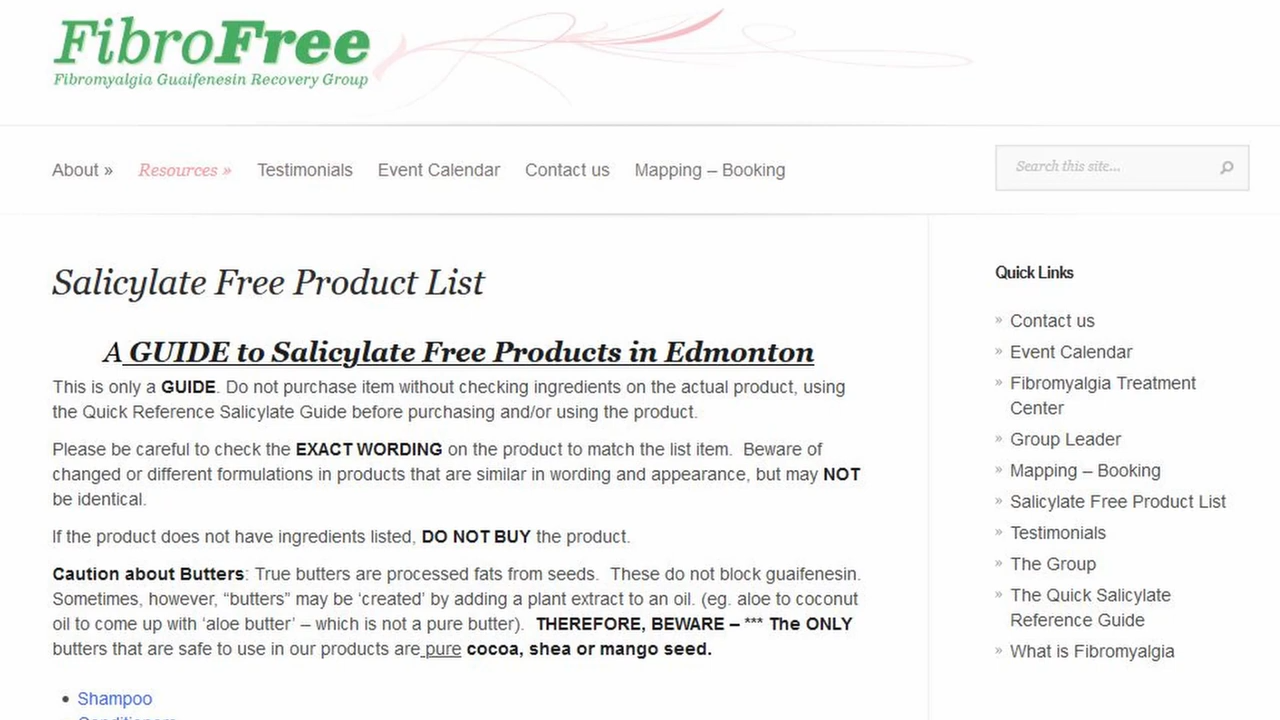 FibroFree
Fibromyalgia Guaifenesin Recovery Group
About »
Resources »
Testimonials
Event Calendar
Contact us
Mapping – Booking
Search this site...
Salicylate Free Product List
A GUIDE to Salicylate Free Products in Edmonton
This is only a GUIDE. Do not purchase item without checking ingredients on the actual product, using
the Quick Reference Salicylate Guide before purchasing and/or using the product.
Please be careful to check the EXACT WORDING on the product to match the list item.  Beware of
changed or different formulations in products that are similar in wording and appearance, but may NOT
be identical.
If the product does not have ingredients listed, DO NOT BUY the product.
Caution about Butters: True butters are processed fats from seeds.  These do not block guaifenesin.
Sometimes, however, “butters” may be ‘created’ by adding a plant extract to an oil. (eg. aloe to coconut
oil to come up with ‘aloe butter’ – which is not a pure butter).  THEREFORE, BEWARE – *** The ONLY
butters that are safe to use in our products are pure cocoa, shea or mango seed.
• Shampoo
Conditioners
Quick Links
» Contact us
» Event Calendar
» Fibromyalgia Treatment
Center
» Group Leader
» Mapping – Booking
» Salicylate Free Product List
» Testimonials
» The Group
» The Quick Salicylate
Reference Guide
» What is Fibromyalgia